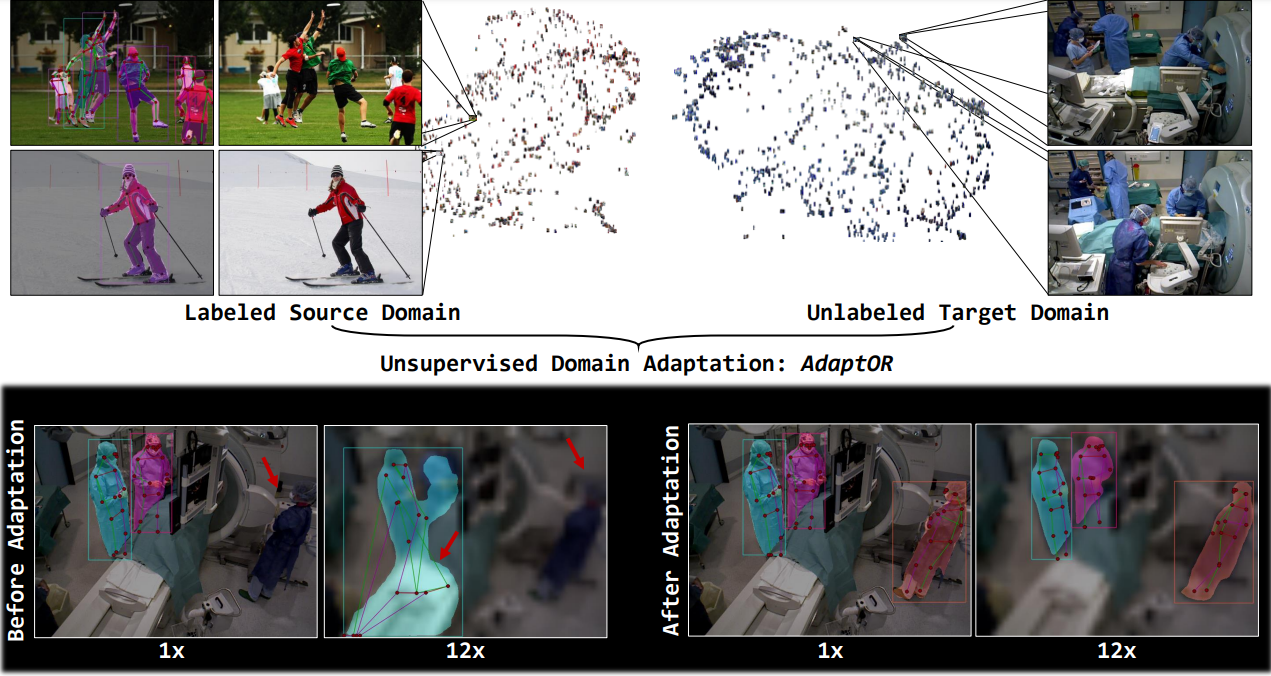 Labeled Source Domain
Unlabeled Target Domain
Unsupervised Domain Adaptation: AdaptOR
Before Adaptation
1x
12x
After Adaptation
1x
12x